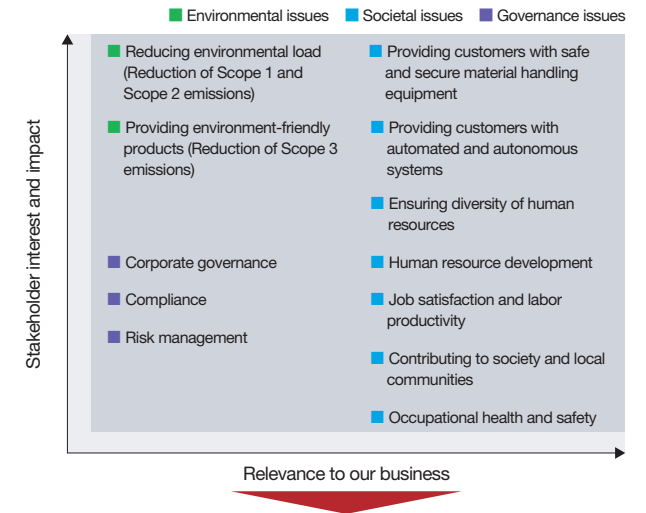 Environmental issues Societal issues Governance issues
Stakeholder interest and impact
Reducing environmental load
(Reduction of Scope 1 and
Scope 2 emissions)
Providing environment-friendly
products (Reduction of Scope 3
emissions)
Corporate governance
Compliance
Risk management
Providing customers with safe
and secure material handling
equipment
Providing customers with
automated and autonomous
systems
Ensuring diversity of human
resources
Human resource development
Job satisfaction and labor
productivity
Contributing to society and local
communities
Occupational health and safety
Relevance to our business